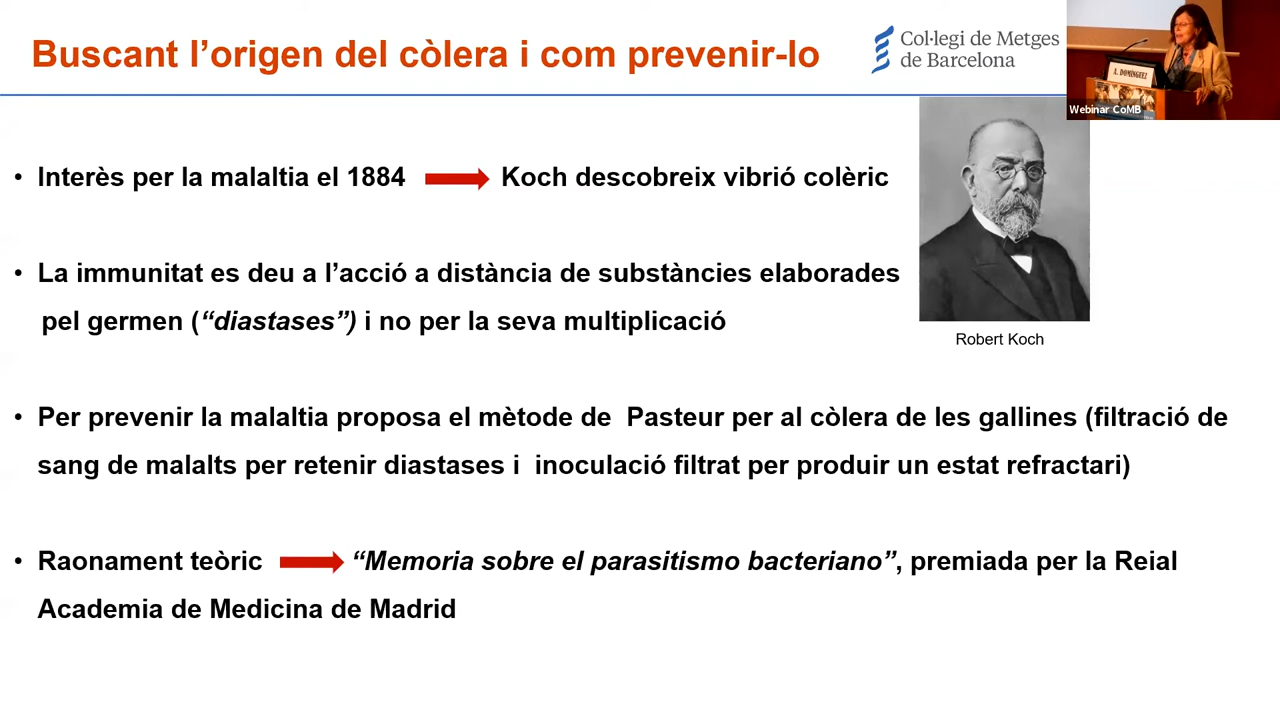 Buscant l’origen del còlera i com prevenir-lo
Col·legi de Metges
de Barcelona
A. DOMÍNGUEZ
Webinar CoMB
• Interès per la malaltia el 1884 Koch descobreix vibrió colèric
• La immunitat es deu a l’acció a distància de substàncies elaborades
pel germen (“diastases”) i no per la seva multiplicació
Robert Koch
• Per prevenir la malaltia proposa el mètode de Pasteur per al còlera de les gallines (filtració de
sang de malalts per retenir diastases i inoculació filtrat per produir un estat refractari)
• Raonament teòric “Memoria sobre el parasitismo bacteriano”, premiada per la Reial
Academia de Medicina de Madrid